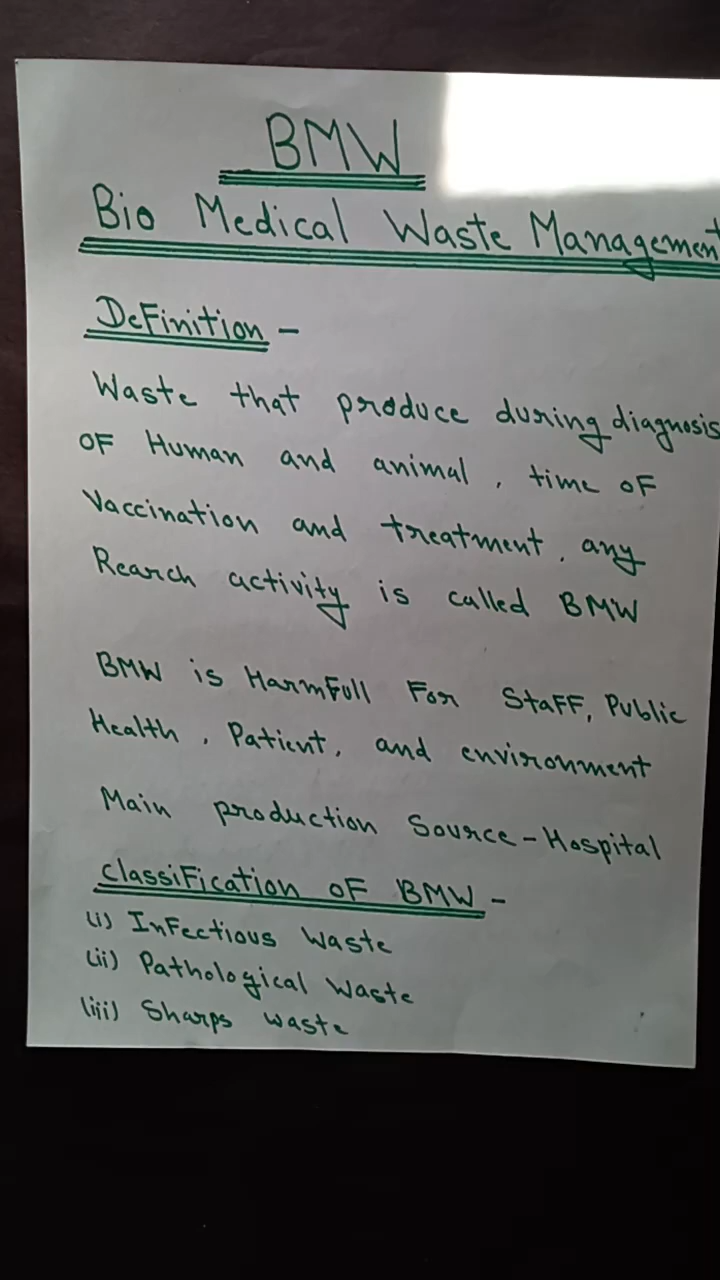 BMW
Bio Medical Waste Management
Definition -
Waste that produce during diagnosis
of Human and animal, time of
Vaccination and treatment, any
Rearch activity is called BMW
BMW is Harmfull For Staff, Public
Health, Patient, and environment
Main production Source - Hospital
Classification of BMW -
(i) Infectious Waste
(ii) Pathological Waste
(iii) Sharps waste